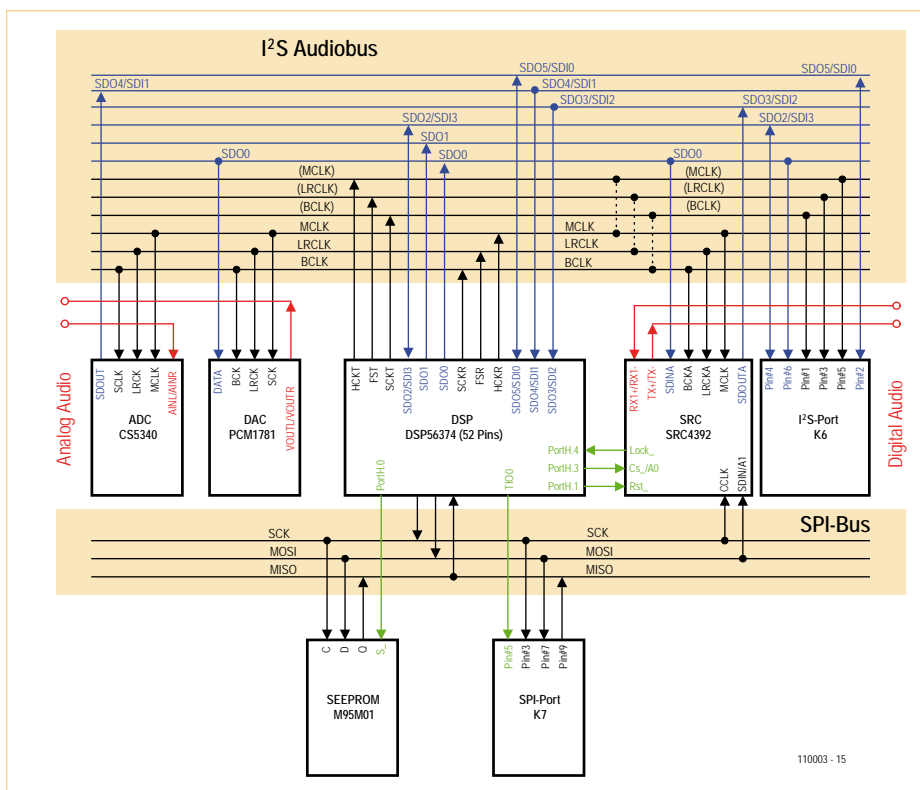 I²S Audiobus
SDO5/SDI0
SDO5/SDI0
SDO4/SDI1
SDO4/SDI1
SDO3/SDI2
SDO3/SDI2
SDO2/SDI3
SDO2/SDI3
SDO1
SDO0
SDO0
SDO0
(MCLK)
(MCLK)
(LRCLK)
(LRCLK)
(BCLK)
(BCLK)
MCLK
MCLK
LRCLK
LRCLK
BCLK
BCLK
Analog Audio
SDOUT
SCLK
LRCK
MCLK
AINL/AINR
ADC
CS5340
DATA
BCK
LRCK
SCK
VOUTL/VOUTR
DAC
PCM1781
HCKT
FST
SCKT
SDO2/SDI3
SDO1
SDO0
SCKR
FSR
HCKR
SDO5/SDI0
SDO4/SDI1
SDO3/SDI2
DSP
DSP56374 (52 Pins)
PortH.0
TIO0
PortH.4
PortH.3
PortH.1
RX1+/RX1-
TX+/TX-
SDINA
BCKA
LRCKA
MCLK
SDOUTA
SRC
SRC4392
Lock_
Cs_/A0
Rst_
CCLK
SDIN/A1
Pin#4
Pin#6
Pin#1
Pin#3
Pin#5
Pin#2
I²S-Port
K6
Digital Audio
SPI-Bus
SCK
SCK
MOSI
MOSI
MISO
MISO
C
D
Q
S_
SEEPROM
M95M01
Pin#5
Pin#3
Pin#7
Pin#9
SPI-Port
K7
110003 - 15